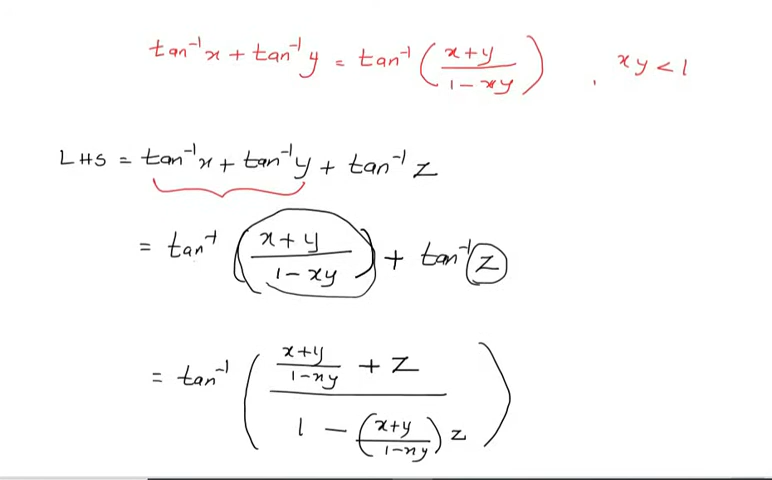 tan⁻¹x + tan⁻¹y = tan⁻¹((x+y)/(1-xy)) , xy < 1
LHS = tan⁻¹x + tan⁻¹y + tan⁻¹z
= tan⁻¹((x+y)/(1-xy)) + tan⁻¹(z)
= tan⁻¹(((x+y)/(1-xy) + z)/(1 - ((x+y)/(1-xy))z))